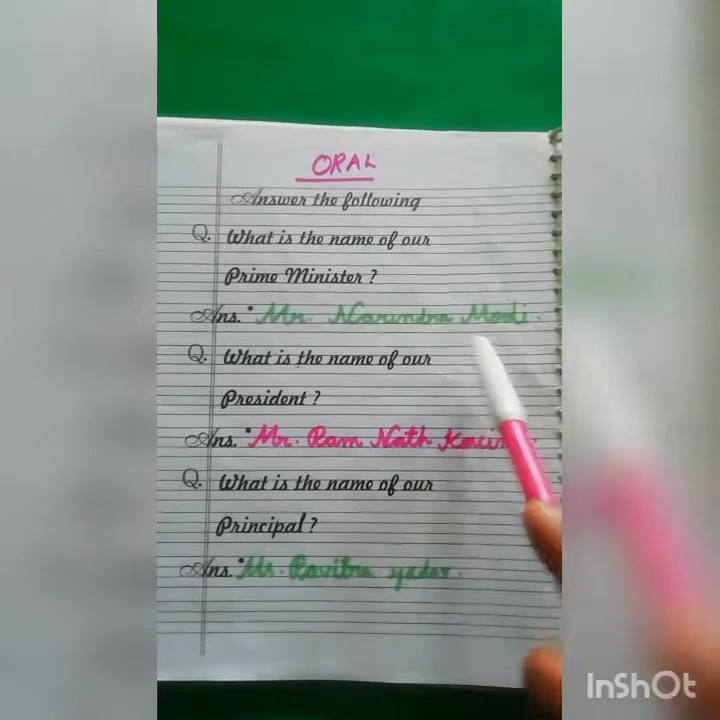 ORAL
Answer the following
Q. What is the name of our
Prime Minister ?
Ans. Mr. Narendra Modi.
Q. What is the name of our
President ?
Ans. Mr. Ram Nath
Q. What is the name of our
Principal ?
Ans. yadav.
InShOt